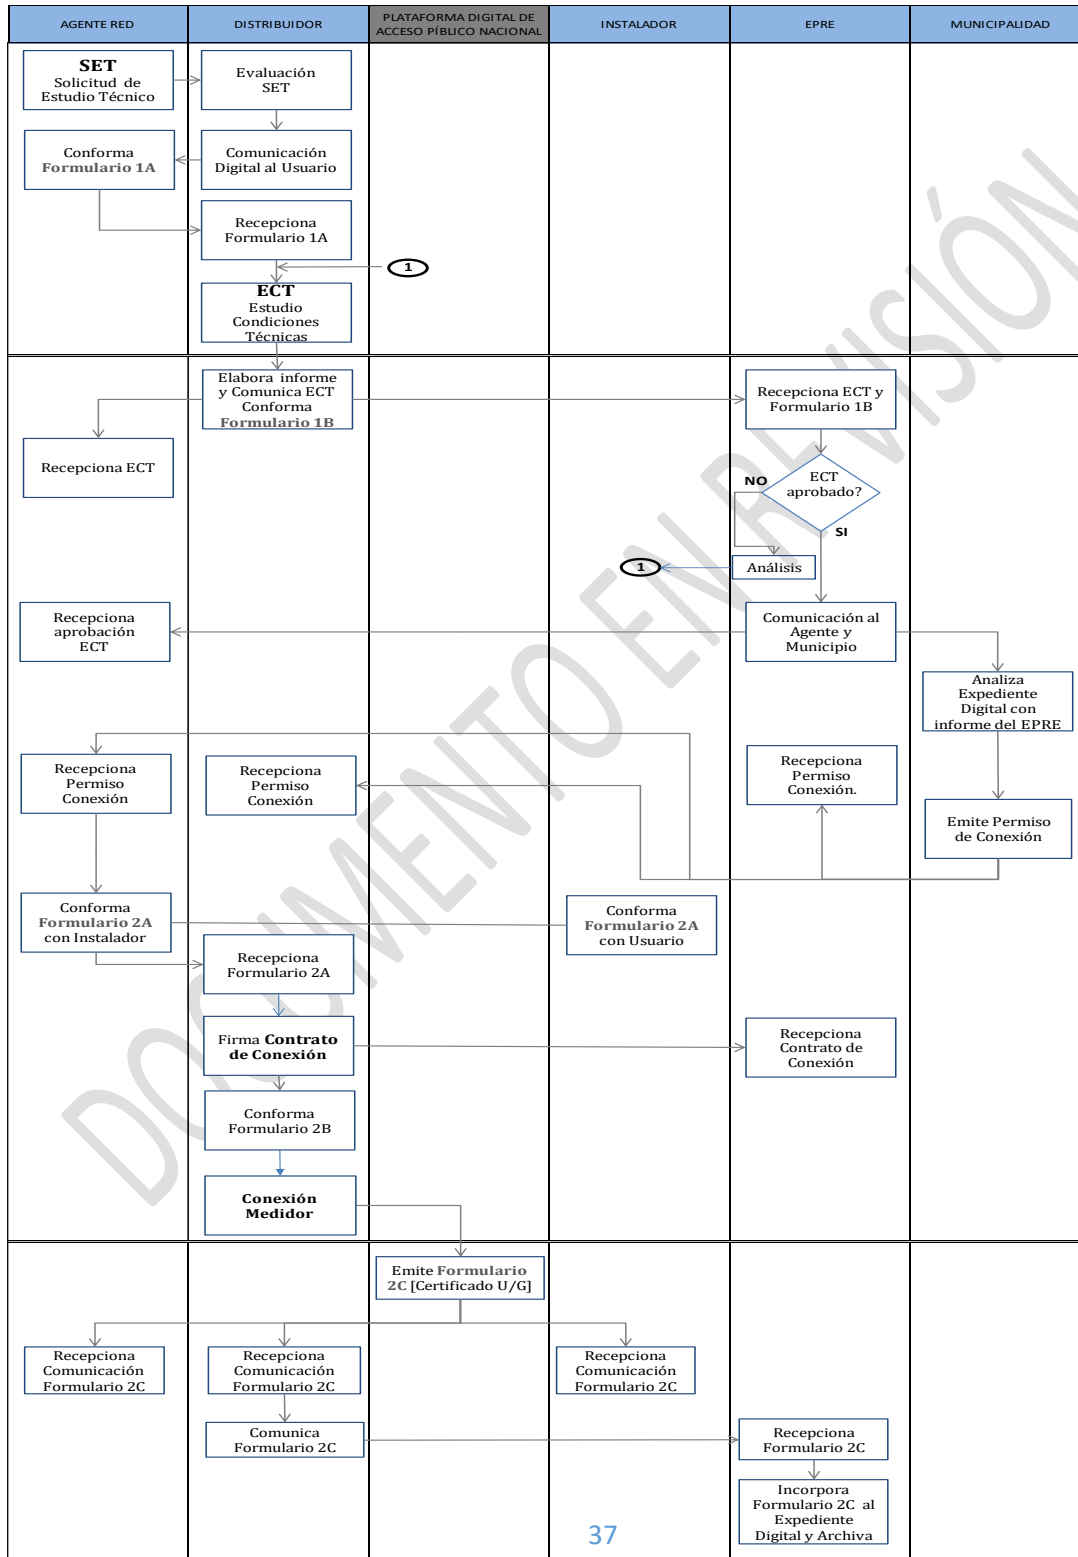 AGENTE RED
DISTRIBUIDOR
PLATAFORMA DIGITAL DE
ACCESO PÍBLICO NACIONAL
INSTALADOR
EPRE
MUNICIPALIDAD
SET
Solicitud de
Estudio Técnico
Evaluación
SET
Conforma
Formulario 1A
Comunicación
Digital al Usuario
Recepciona
Formulario 1A
1
ECT
Estudio
Condiciones
Técnicas
Elabora informe
y Comunica ECT
Conforma
Formulario 1B
Recepciona ECT y
Formulario 1B
Recepciona ECT
ECT
aprobado?
NO
SI
1
Análisis
Recepciona
aprobación
ECT
Comunicación al
Agente y
Municipio
Analiza
Expediente
Digital con
informe del EPRE
Recepciona
Permiso
Conexión
Recepciona
Permiso
Conexión
Recepciona
Permiso
Conexión.
Emite Permiso
de Conexión
Conforma
Formulario 2A
con Instalador
Conforma
Formulario 2A
con Usuario
Recepciona
Formulario 2A
Firma Contrato
de Conexión
Recepciona
Contrato de
Conexión
Conforma
Formulario 2B
Conexión
Medidor
Emite Formulario
2C [Certificado U/G]
Recepciona
Comunicación
Formulario 2C
Recepciona
Comunicación
Formulario 2C
Recepciona
Comunicación
Formulario 2C
Comunica
Formulario 2C
Recepciona
Formulario 2C
Incorpora
Formulario 2C al
Expediente
Digital y Archiva
37
DOCUMENTO EN REVISIÓN